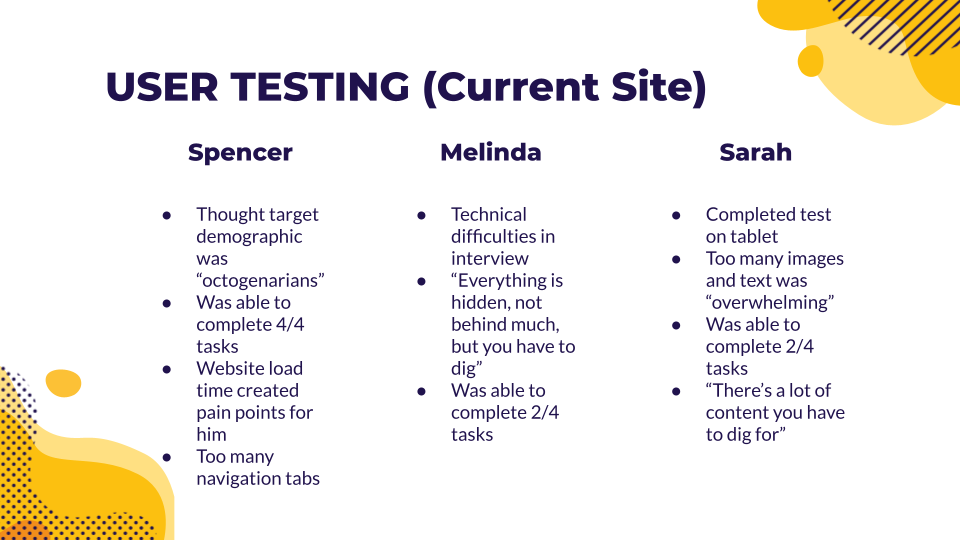 USER TESTING (Current Site)
Spencer
● Thought target
demographic
was
“octogenarians”
● Was able to
complete 4/4
tasks
● Website load
time created
pain points for
him
● Too many
navigation tabs
Melinda
● Technical
difficulties in
interview
● “Everything is
hidden, not
behind much,
but you have to
dig”
● Was able to
complete 2/4
tasks
Sarah
● Completed test
on tablet
● Too many images
and text was
“overwhelming”
● Was able to
complete 2/4
tasks
● “There’s a lot of
content you have
to dig for”